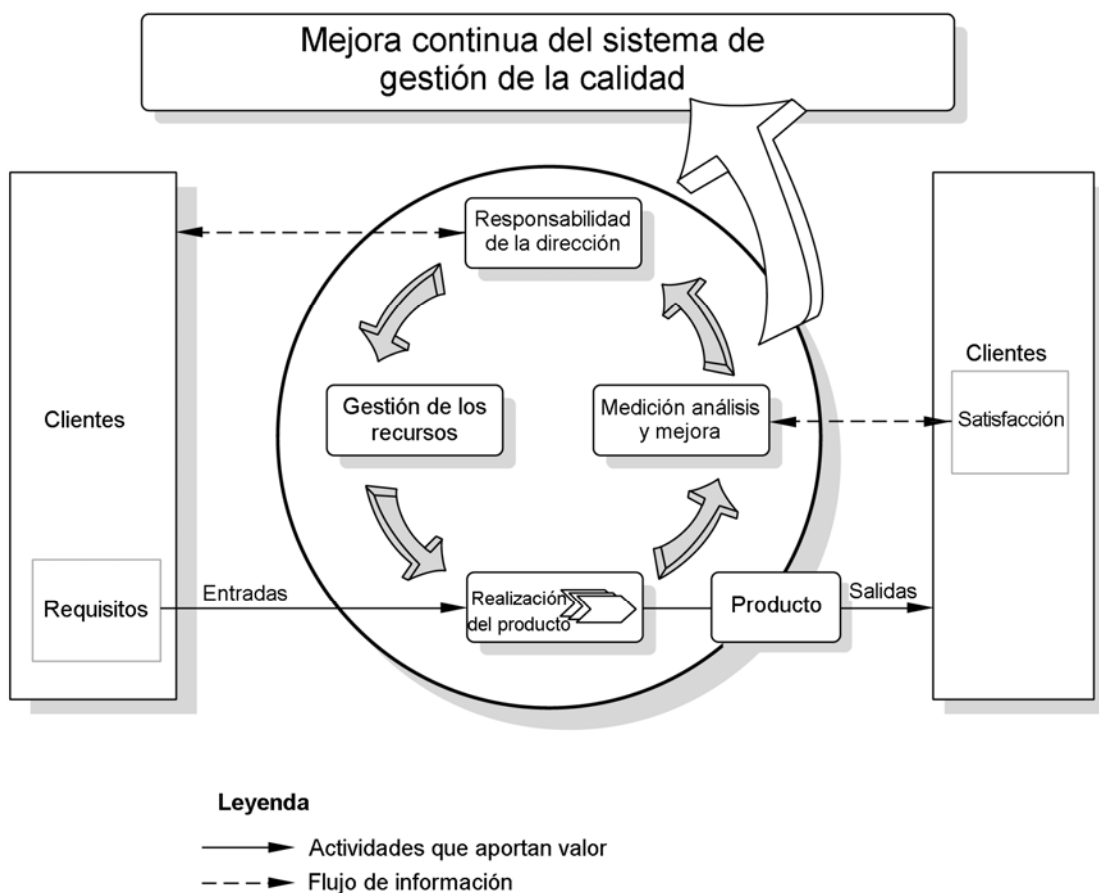 Mejora continua del sistema de
gestión de la calidad
Responsabilidad
de la dirección
Clientes
Gestión de los
recursos
Medición análisis
y mejora
Clientes
Satisfacción
Requisitos
Entradas
Realización
del producto
Producto
Salidas
Leyenda
Actividades que aportan valor
Flujo de información